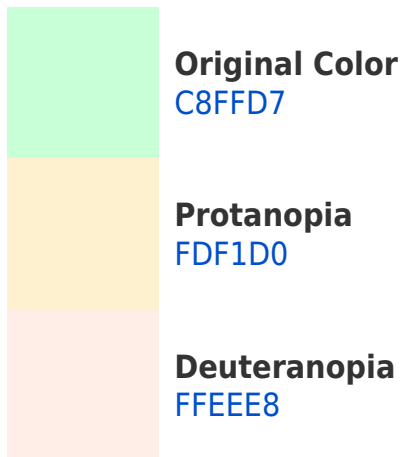 Original Color
C8FFD7
Protanopia
FDF1D0
Deuteranopia
FFEEE8